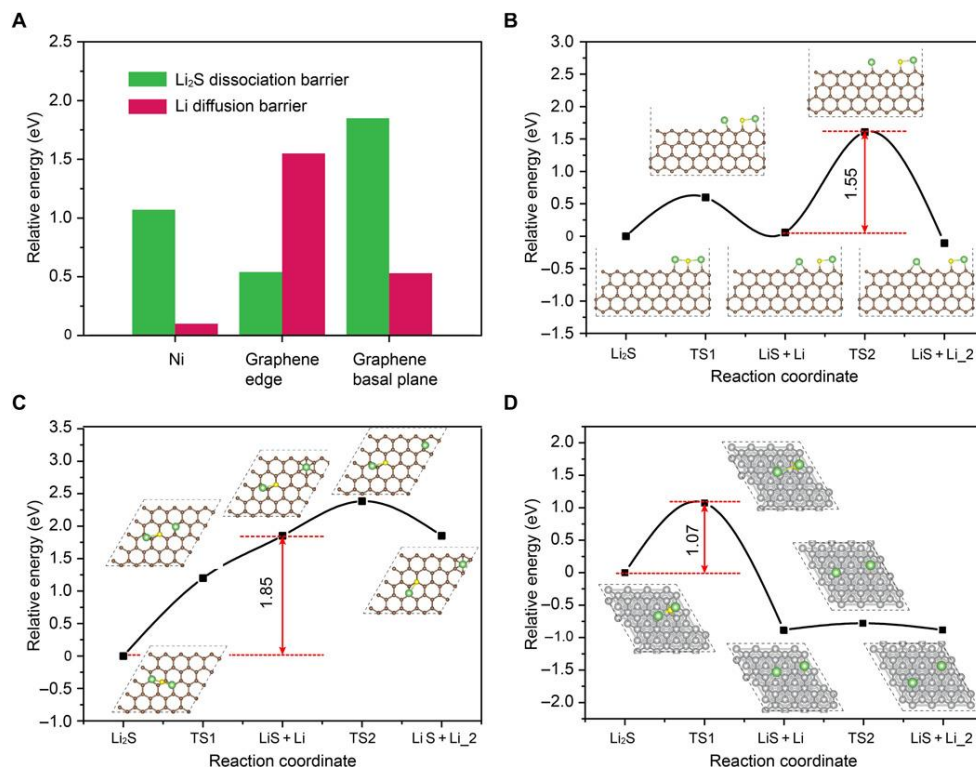 A
2.5
2.0
1.5
1.0
0.5
0
Relative energy (eV)
Li₂S dissociation barrier
Li diffusion barrier
Ni
Graphene edge
Graphene basal plane
B
3.0
2.5
2.0
1.5
1.0
0.5
0
–0.5
–1.0
–1.5
Relative energy (eV)
1.55
Li₂S
TS1
LiS + Li
TS2
LiS + Li_2
Reaction coordinate
C
3.5
3.0
2.5
2.0
1.5
1.0
0.5
0
–0.5
–1.0
Relative energy (eV)
1.85
Li₂S
TS1
LiS + Li
TS2
Li S + Li_2
Reaction coordinate
D
2.0
1.5
1.0
0.5
0
–0.5
–1.0
–1.5
–2.0
Relative energy (eV)
1.07
Li₂S
TS1
LiS + Li
TS2
LiS + Li_2
Reaction coordinate